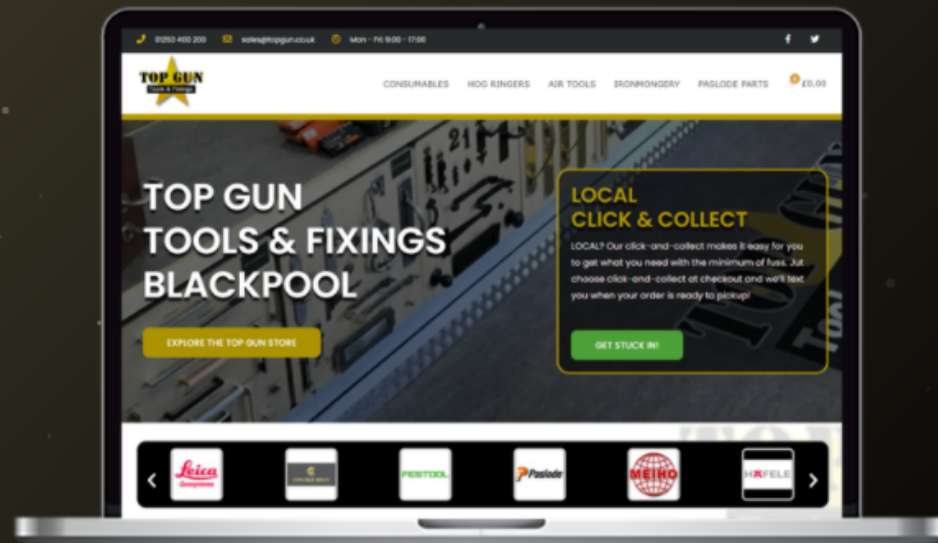 01253 400 200 sales@topgun.co.uk Mon - Fri: 9:00 - 17:00
TOP GUN
Tools & Fixings
CONSUMABLES HOG RINGERS AIR TOOLS IRONMONGERY PASLODE PARTS 0 £0.00
TOP GUN
TOOLS & FIXINGS
BLACKPOOL
EXPLORE THE TOP GUN STORE
LOCAL
CLICK & COLLECT
LOCAL? Our click-and-collect makes it easy for you
to get what you need with the minimum of fuss. Jut
choose click-and-collect at checkout and we'll text
you when your order is ready to pickup!
GET STUCK IN!
Leica
Geosystems
FESTOOL
Paslode
MEIHO
HAFELE